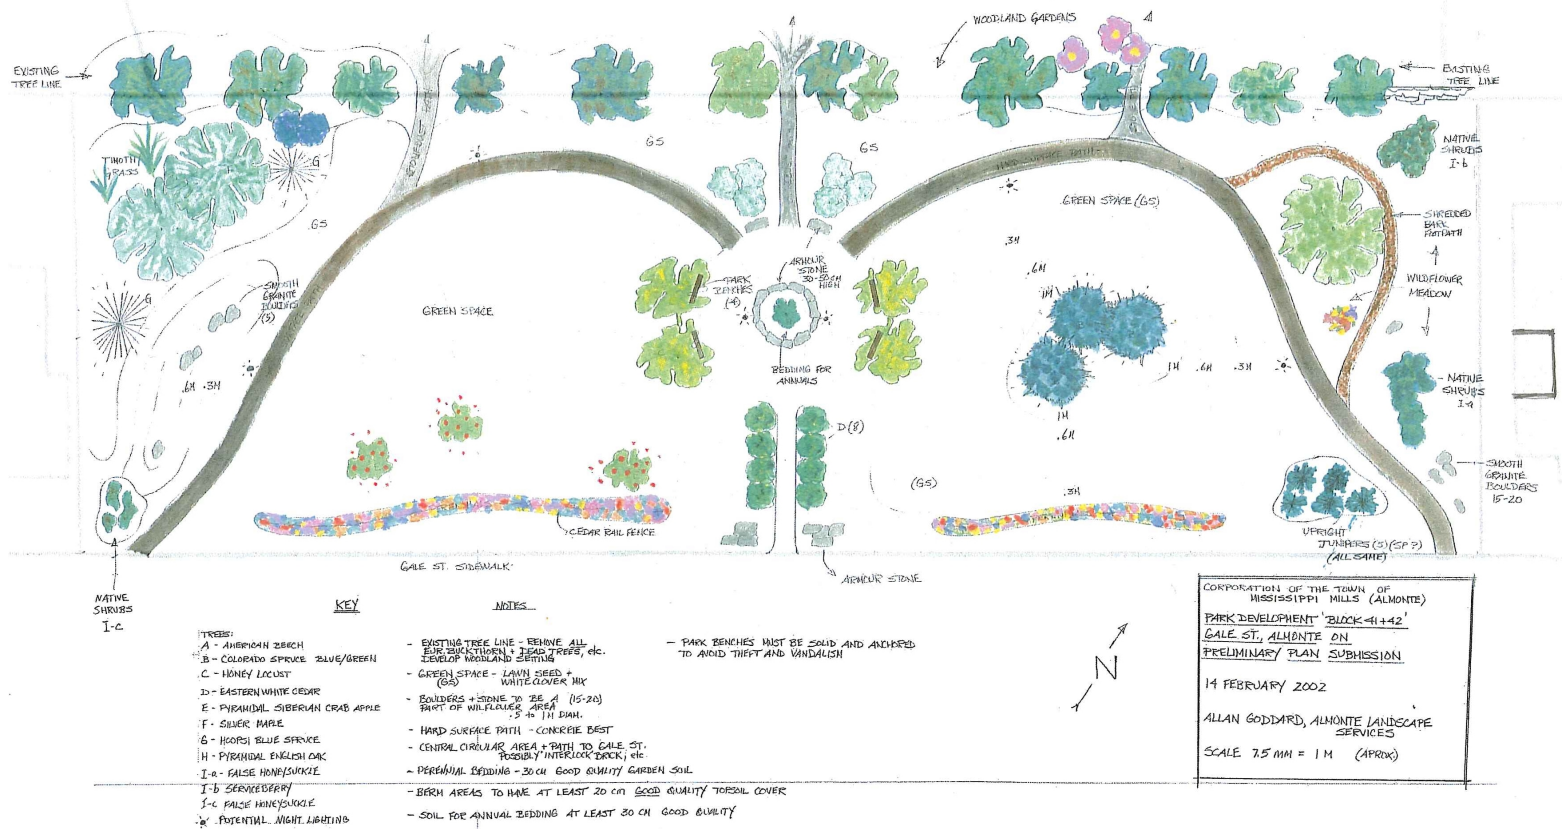 WOODLAND GARDENS
EXISTING
TREE LINE
EXISTING
TREE LINE
TIMOTHY
GRASS
G
GS
GS
GS
NATIVE
SHRUBS
I-b
HARD SURFACE PATH
GREEN SPACE (GS)
SHREDDED
BARK
FOOTPATH
WILDFLOWER
MEADOW
.3M
.6M
1M
SMOOTH
GRANITE
BOULDERS
(5)
G
PARK
BENCHES
(4)
ARMOUR
STONE
30-50CM
HIGH
GREEN SPACE
BEDDING FOR
ANNUALS
.6M .3M
1M .6M .3M
1M
.6M
NATIVE
SHRUBS
I-a
D(8)
(GS)
.3M
SMOOTH
GRANITE
BOULDERS
15-20
CEDAR RAIL FENCE
UPRIGHT
JUNIPERS (5) (SP?)
(ALL SAME)
GALE ST. SIDEWALK
ARMOUR STONE
NATIVE
SHRUBS
I-C
KEY
TREES:
A - AMERICAN BEECH
B - COLORADO SPRUCE BLUE/GREEN
C - HONEY LOCUST
D - EASTERN WHITE CEDAR
E - PYRAMIDAL SIBERIAN CRAB APPLE
F - SILVER MAPLE
G - HOOPSI BLUE SPRUCE
H - PYRAMIDAL ENGLISH OAK
I-a - FALSE HONEYSUCKLE
I-b SERVICEBERRY
I-c FALSE HONEYSUCKLE
POTENTIAL NIGHT LIGHTING
NOTES
- EXISTING TREE LINE - REMOVE ALL
EUR. BUCKTHORN + DEAD TREES, etc.
DEVELOP WOODLAND SETTING
- GREEN SPACE - LAWN SEED +
(GS) WHITE CLOVER MIX
- BOULDERS + STONE TO BE A (15-20)
PART OF WILFLOWER AREA
.5 to 1M DIAM.
- HARD SURFACE PATH - CONCRETE BEST
- CENTRAL CIRCULAR AREA + PATH TO GALE ST.
POSSIBLY INTERLOCK BRICK, etc.
- PERENNIAL BEDDING - 30 CM GOOD QUALITY GARDEN SOIL
- BERM AREAS TO HAVE AT LEAST 20 cm GOOD QUALITY TOPSOIL COVER
- SOIL FOR ANNUAL BEDDING AT LEAST 30 CM GOOD QUALITY
- PARK BENCHES MUST BE SOLID AND ANCHORED
TO AVOID THEFT AND VANDALISM
N
CORPORATION OF THE TOWN OF
MISSISSIPPI MILLS (ALMONTE)
PARK DEVELOPMENT 'BLOCK 41+42'
GALE ST., ALMONTE ON
PRELIMINARY PLAN SUBMISSION
14 FEBRUARY 2002
ALLAN GODDARD, ALMONTE LANDSCAPE
SERVICES
SCALE 7.5 MM = 1 M (APROX)